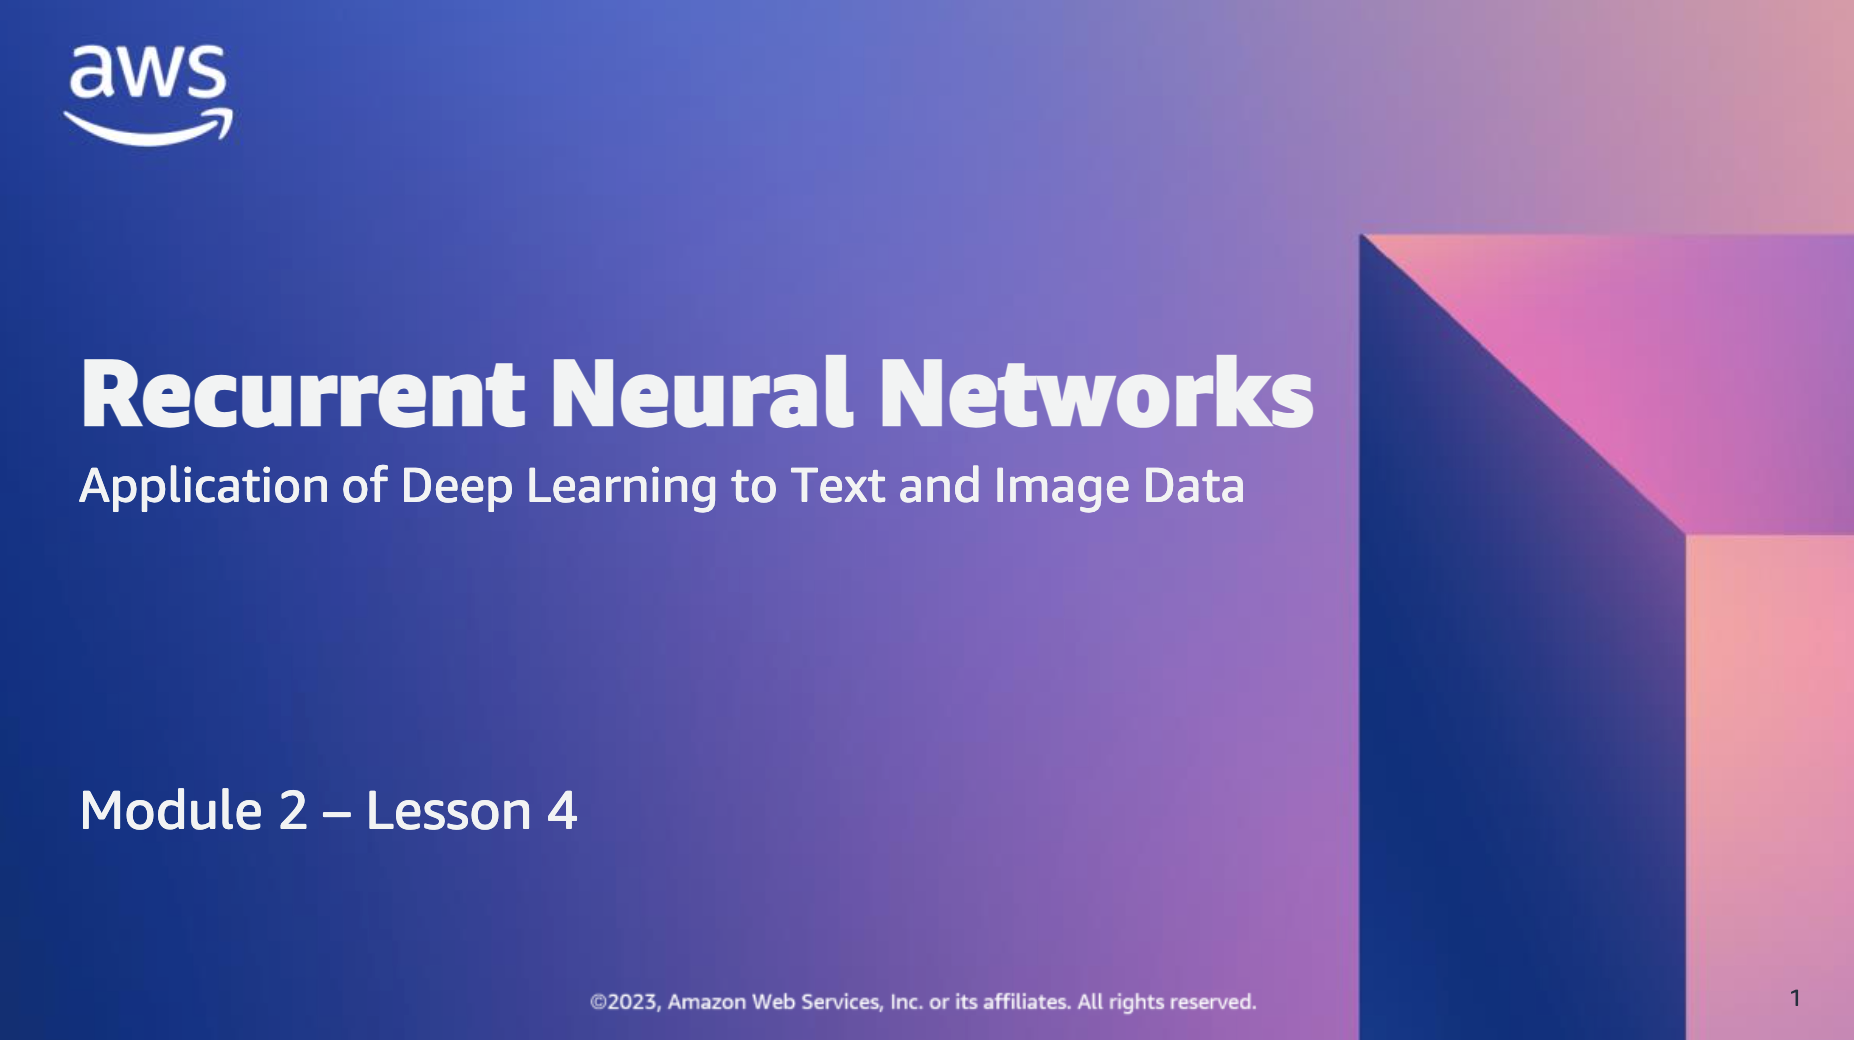 aws
Recurrent Neural Networks
Application of Deep Learning to Text and Image Data
Module 2 – Lesson 4
©2023, Amazon Web Services, Inc. or its affiliates. All rights reserved.
1